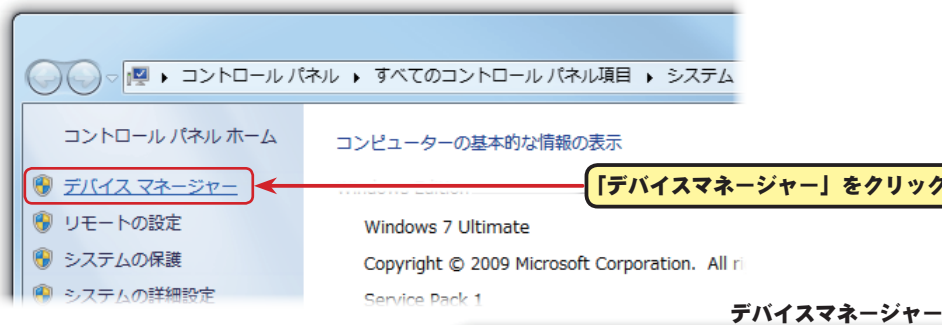 コントロール パネル ▸ すべてのコントロール パネル項目 ▸ システム
コントロール パネル ホーム
コンピューターの基本的な情報の表示
デバイス マネージャー
「デバイスマネージャー」をクリック
リモートの設定
Windows 7 Ultimate
システムの保護
Copyright © 2009 Microsoft Corporation. All
システムの詳細設定
Service Pack 1
デバイスマネージャー